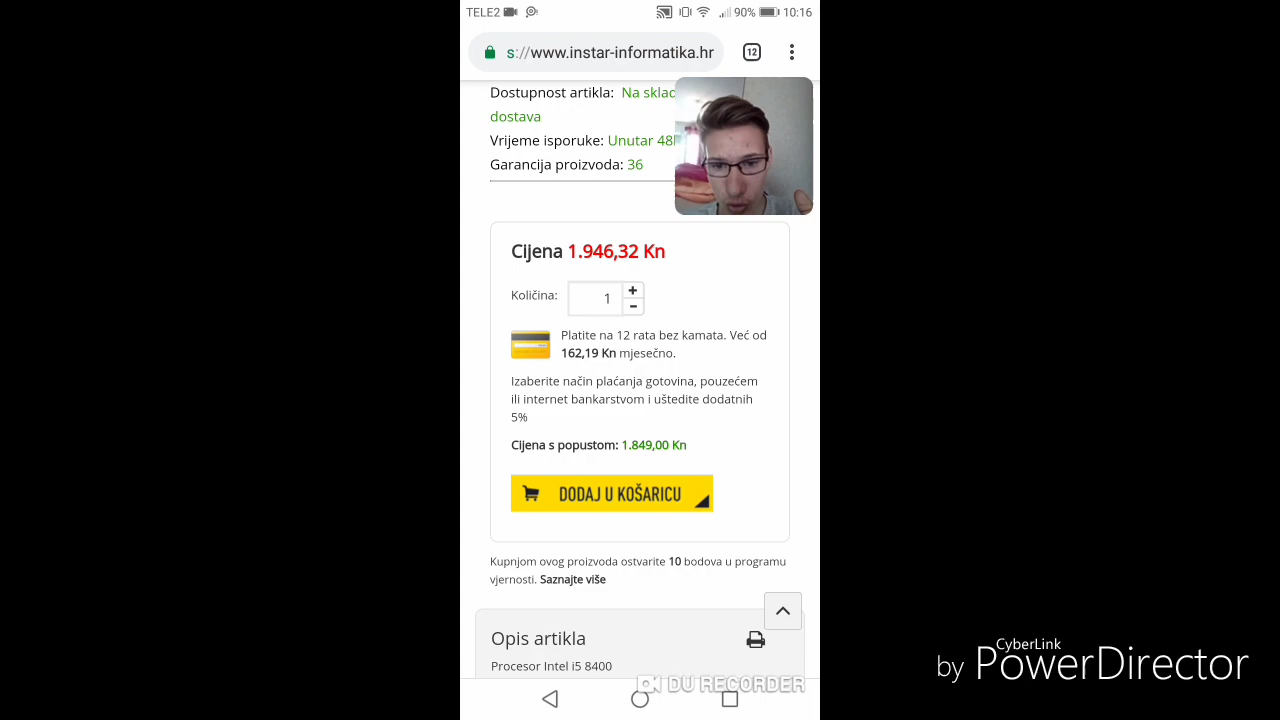 TELE2
90% 10:16
s://www.instar-informatika.hr
12
Dostupnost artikla: Na
dostava
Vrijeme isporuke: Unutar
Garancija proizvoda: 36
Cijena 1.946,32 Kn
Količina: 1 +
-
Platite na 12 rata bez kamata. Već od
162,19 Kn mjesečno.
Izaberite način plaćanja gotovina, pouzećem
ili internet bankarstvom i uštedite dodatnih
5%
Cijena s popustom: 1.849,00 Kn
DODAJ U KOŠARICU
Kupnjom ovog proizvoda ostvarite 10 bodova u programu
vjernosti. Saznajte više
Opis artikla
Procesor Intel i5 8400
DU RECORDER
CyberLink
by PowerDirector